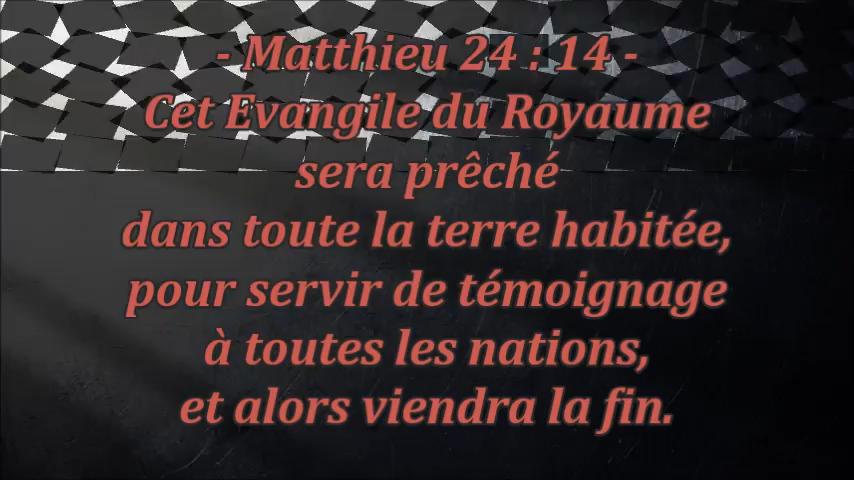 - Matthieu 24 : 14 -
Cet Evangile du Royaume
sera prêché
dans toute la terre habitée,
pour servir de témoignage
à toutes les nations,
et alors viendra la fin.